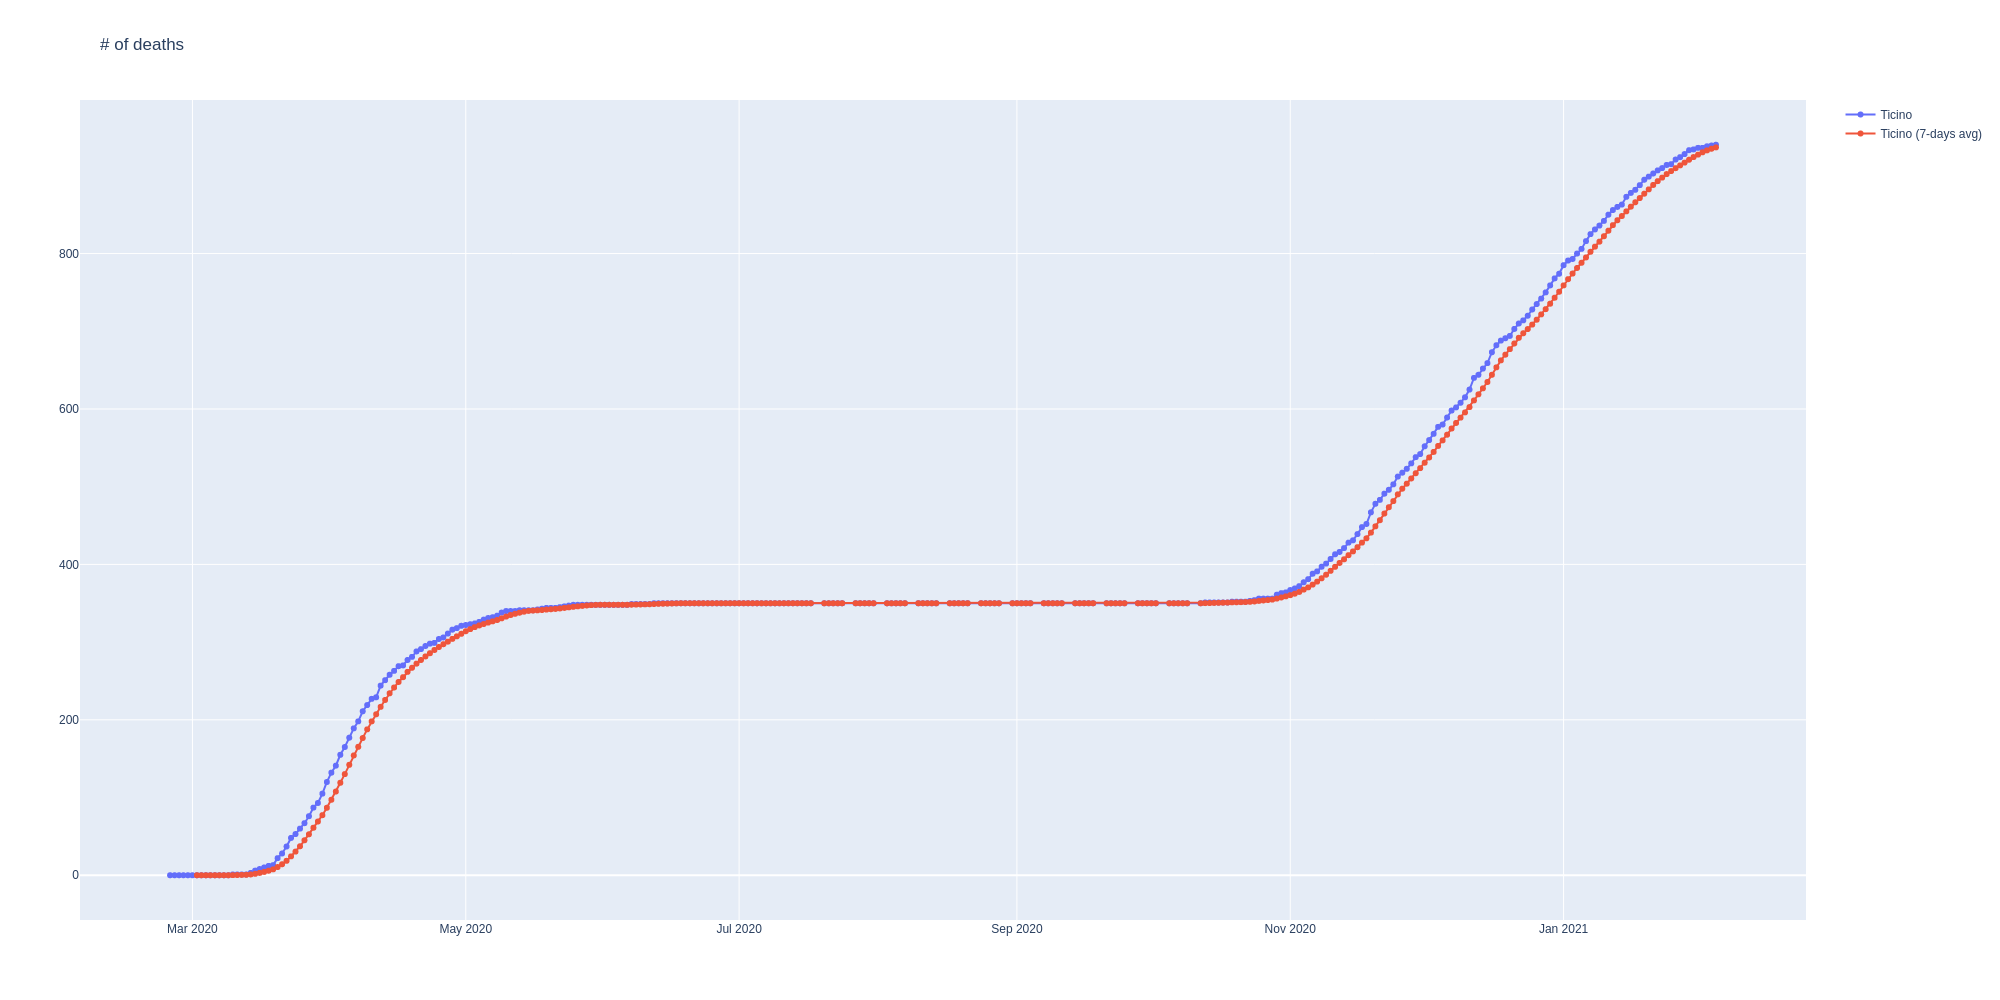 # of deaths
Ticino
Ticino (7-days avg)
800
600
400
200
0
Mar 2020
May 2020
Jul 2020
Sep 2020
Nov 2020
Jan 2021